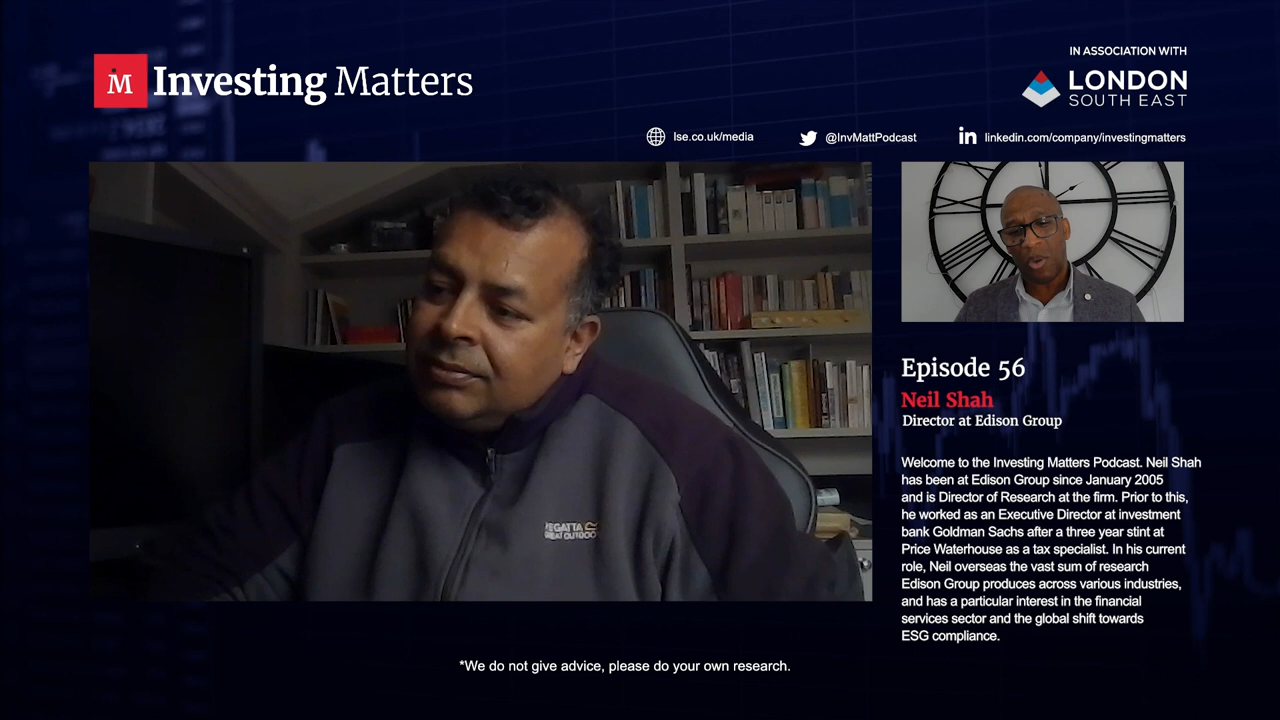 IN ASSOCIATION WITH
M Investing Matters
LONDON
SOUTH EAST
lse.co.uk/media
@InvMattPodcast
in linkedin.com/company/investingmatters
Episode 56
Neil Shah
Director at Edison Group
Welcome to the Investing Matters Podcast. Neil Shah
has been at Edison Group since January 2005
and is Director of Research at the firm. Prior to this,
he worked as an Executive Director at investment
bank Goldman Sachs after a three year stint at
Price Waterhouse as a tax specialist. In his current
role, Neil oversees the vast sum of research
Edison Group produces across various industries,
and has a particular interest in the financial
services sector and the global shift towards
ESG compliance.
*We do not give advice, please do your own research.